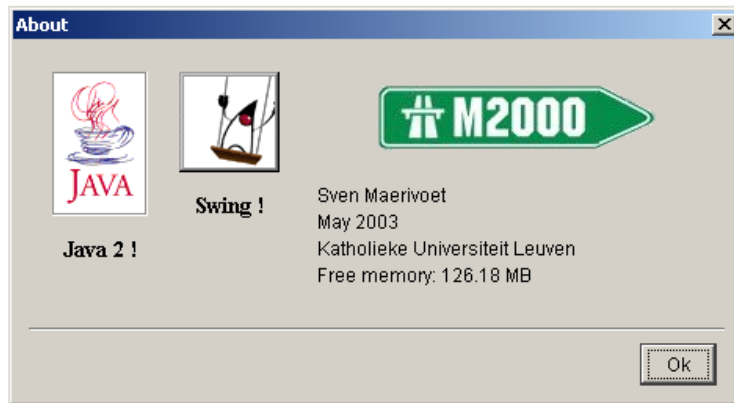 About
JAVA
Java 2 !
Swing !
M2000
Sven Maerivoet
May 2003
Katholieke Universiteit Leuven
Free memory: 126.18 MB
Ok